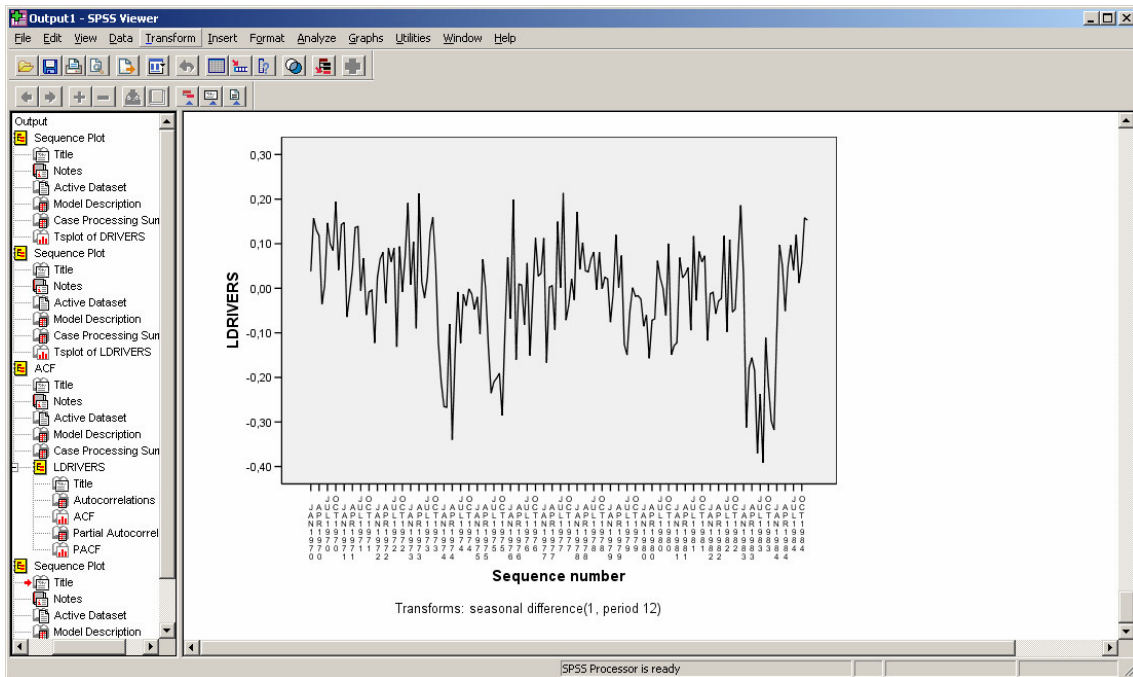 Output1 - SPSS Viewer
File Edit View Data Transform Insert Format Analyze Graphs Utilities Window Help
Output
Sequence Plot
Title
Notes
Active Dataset
Model Description
Case Processing Sum
Tsplot of DRIVERS
Sequence Plot
Title
Notes
Active Dataset
Model Description
Case Processing Sum
Tsplot of LDRIVERS
ACF
Title
Notes
Active Dataset
Model Description
Case Processing Sum
LDRIVERS
Title
Autocorrelations
ACF
Partial Autocorrel
PACF
Sequence Plot
Title
Notes
Active Dataset
Model Description
LDRIVERS
0,30
0,20
0,10
0,00
-0,10
-0,20
-0,30
-0,40
Sequence number
Transforms: seasonal difference(1, period 12)
SPSS Processor is ready